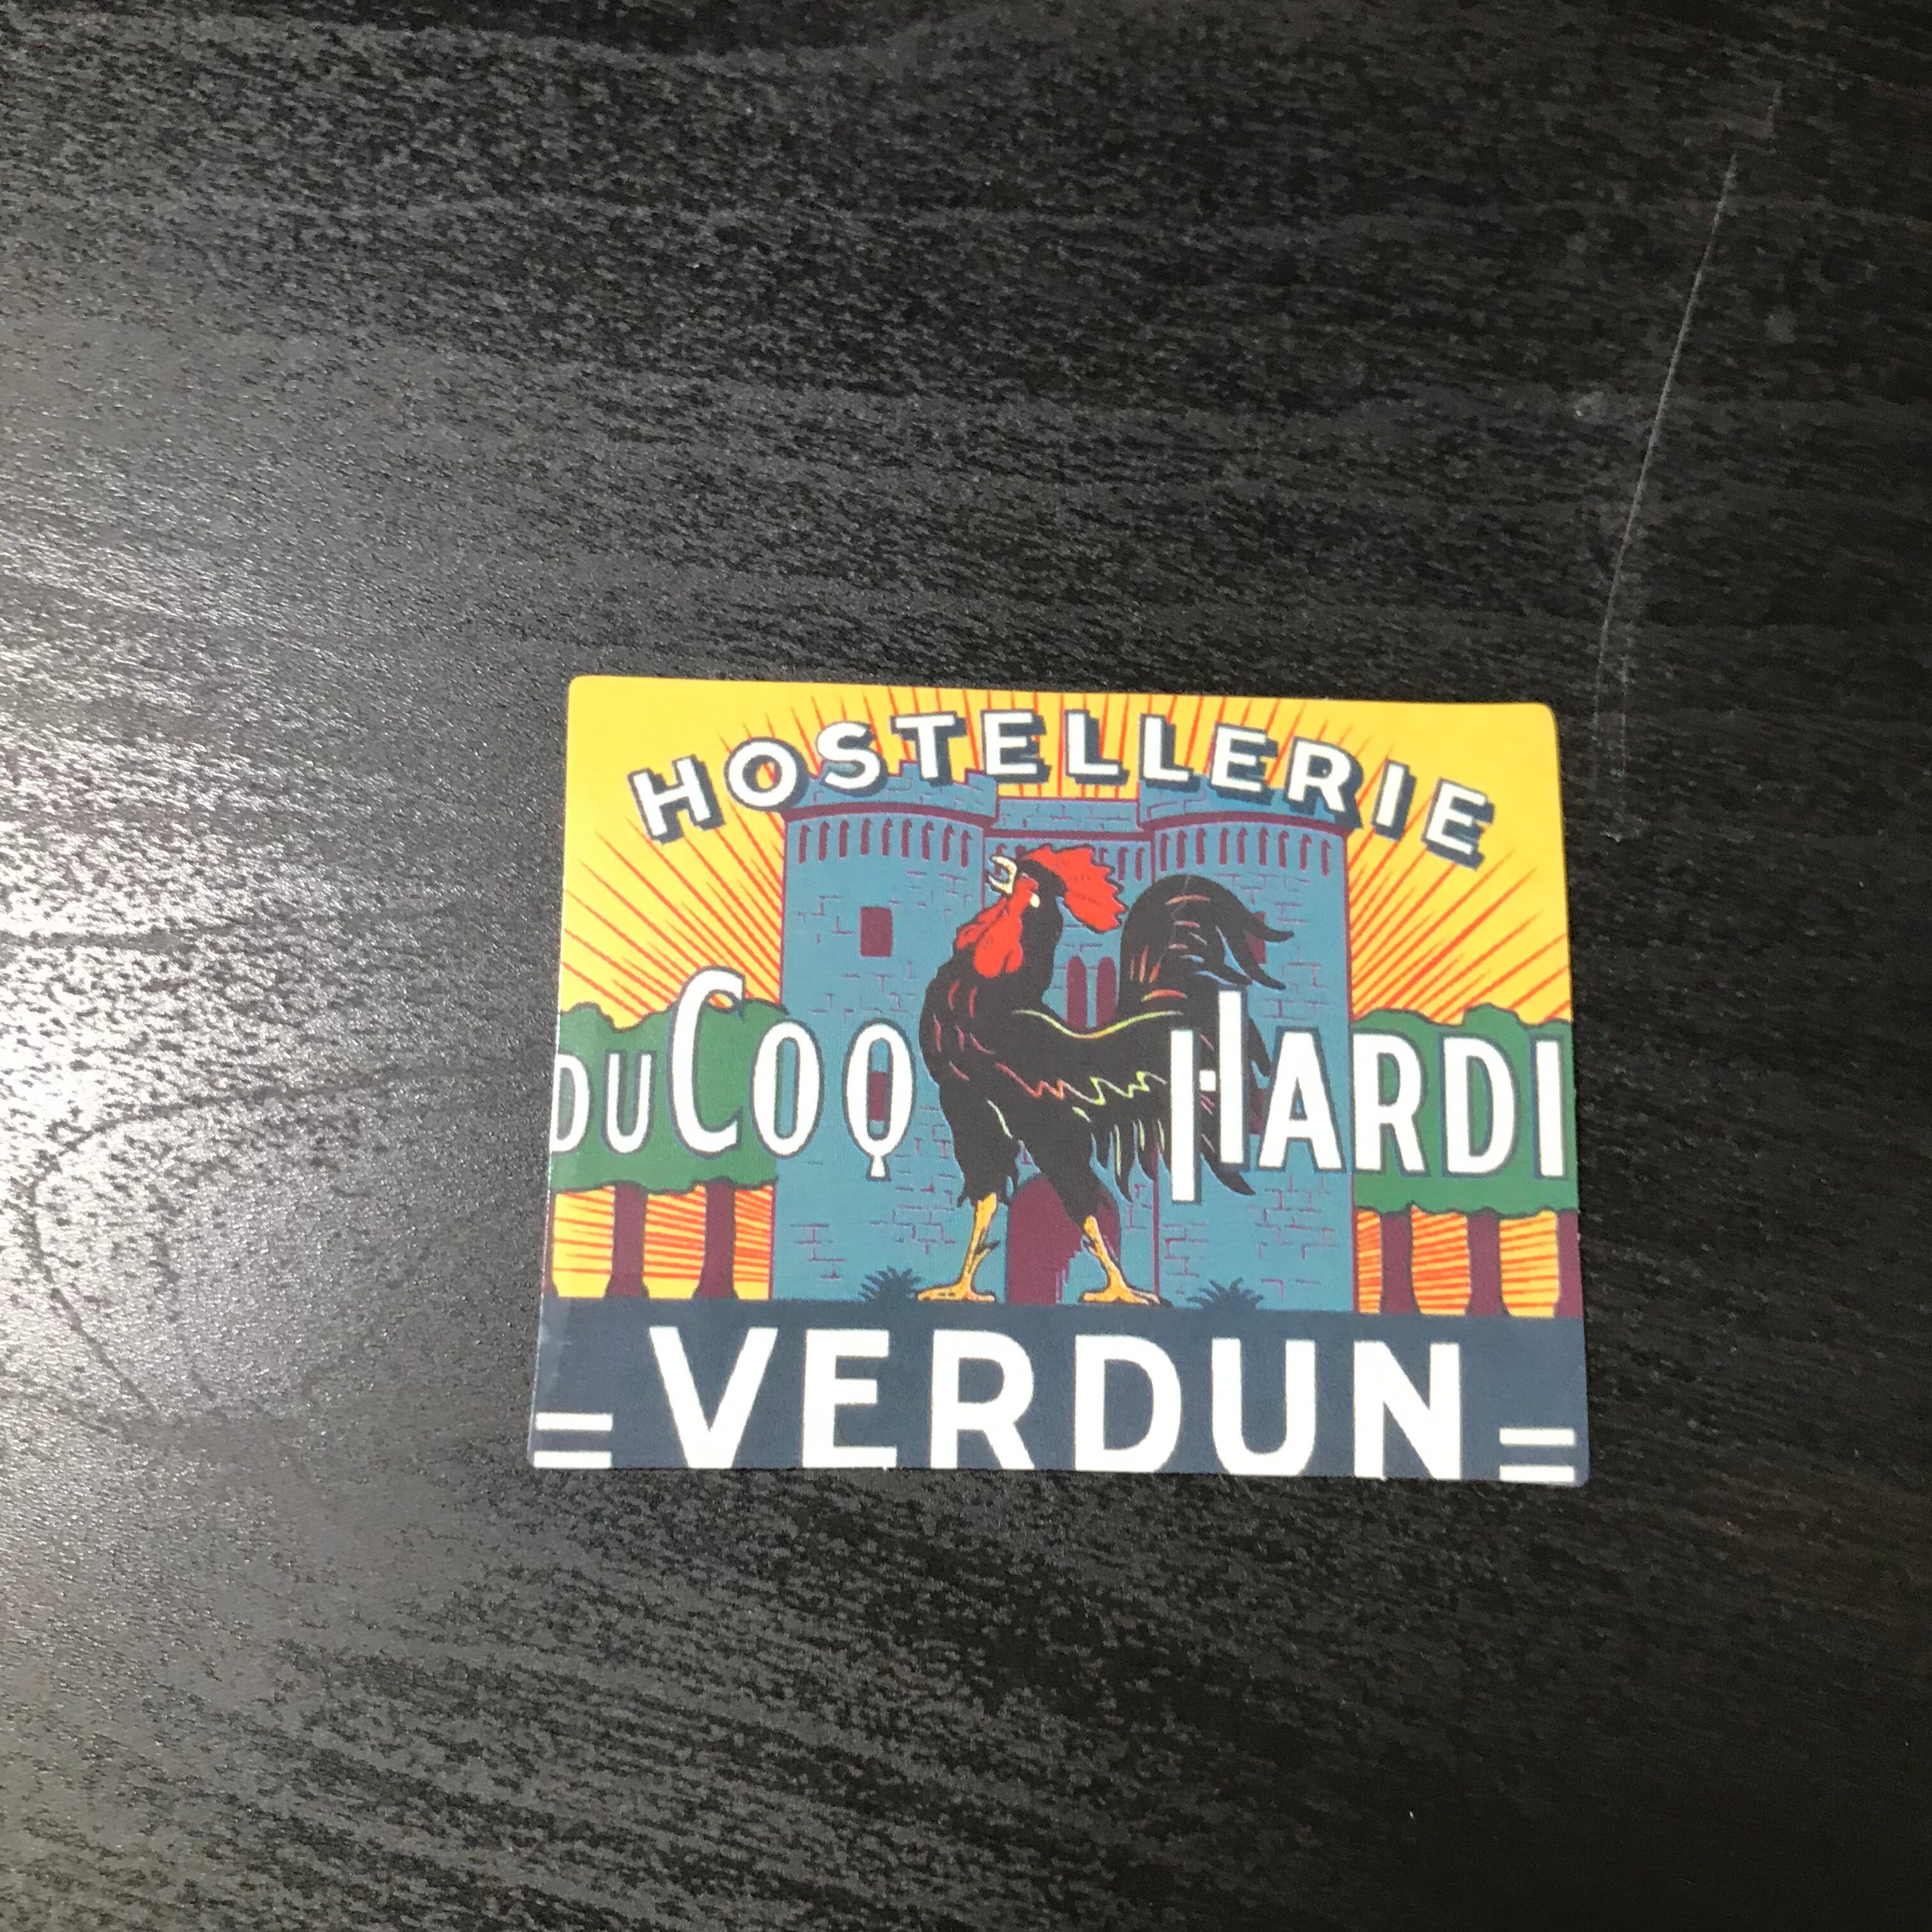 HOSTELLERIE
DU COQ HARDI
VERDUN